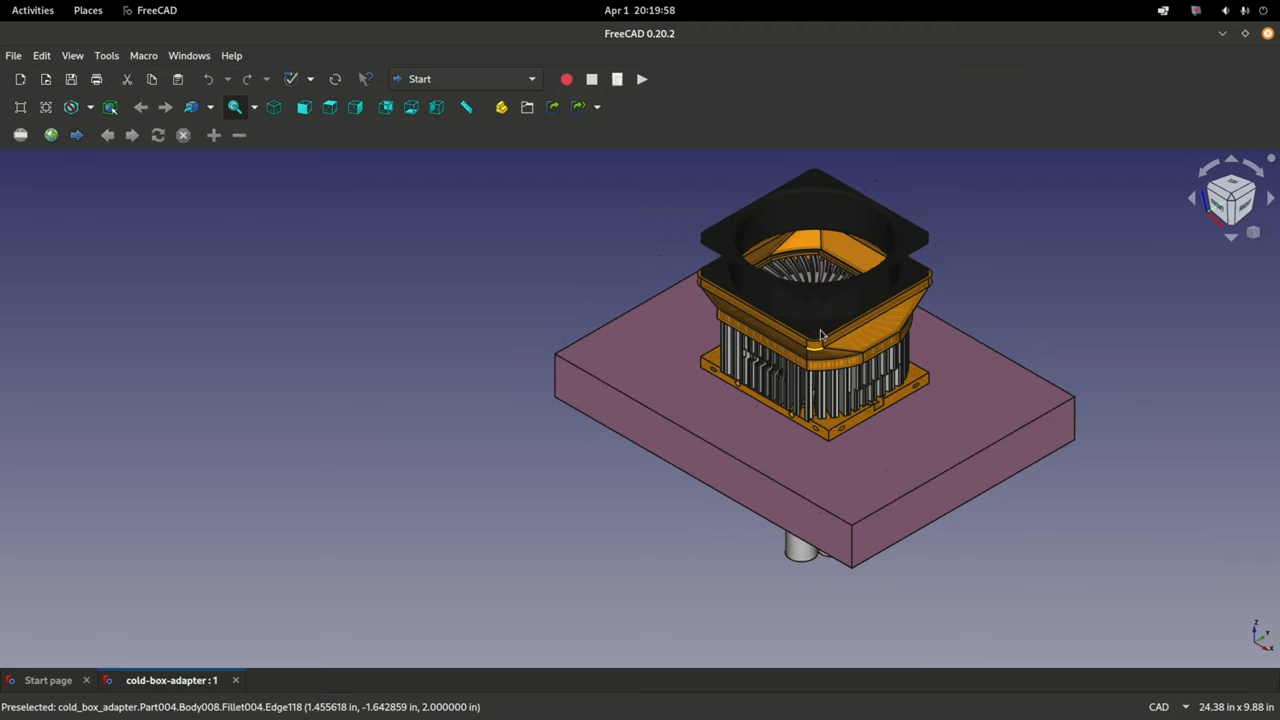 Activities Places FreeCAD Apr 1 20:19:58
FreeCAD 0.20.2
File Edit View Tools Macro Windows Help
Start
Z
Y
X
Start page cold-box-adapter : 1
Preselected: cold_box_adapter.Part004.Body008.Fillet004.Edge118 (1.455618 in, -1.642859 in, 2.000000 in) CAD 24.38 in x 9.88 in